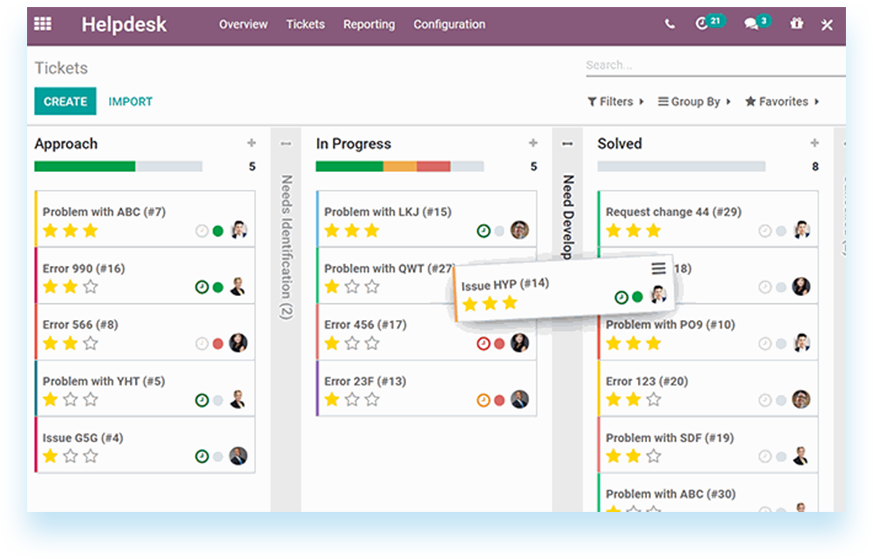 Helpdesk Overview Tickets Reporting Configuration 21 3
Tickets
Search...
CREATE IMPORT
Filters Group By Favorites
Approach
5
Problem with ABC (#7)
Error 990 (#16)
Error 566 (#8)
Problem with YHT (#5)
Issue G5G (#4)
Needs Identification (2)
In Progress
5
Problem with LKJ (#15)
Problem with QWT (#27
Error 456 (#17)
Error 23F (#13)
Issue HYP (#14)
Need Develop
Solved
8
Request change 44 (#29)
18)
Problem with PO9 (#10)
Error 123 (#20)
Problem with SDF (#19)
Problem with ABC (#30)